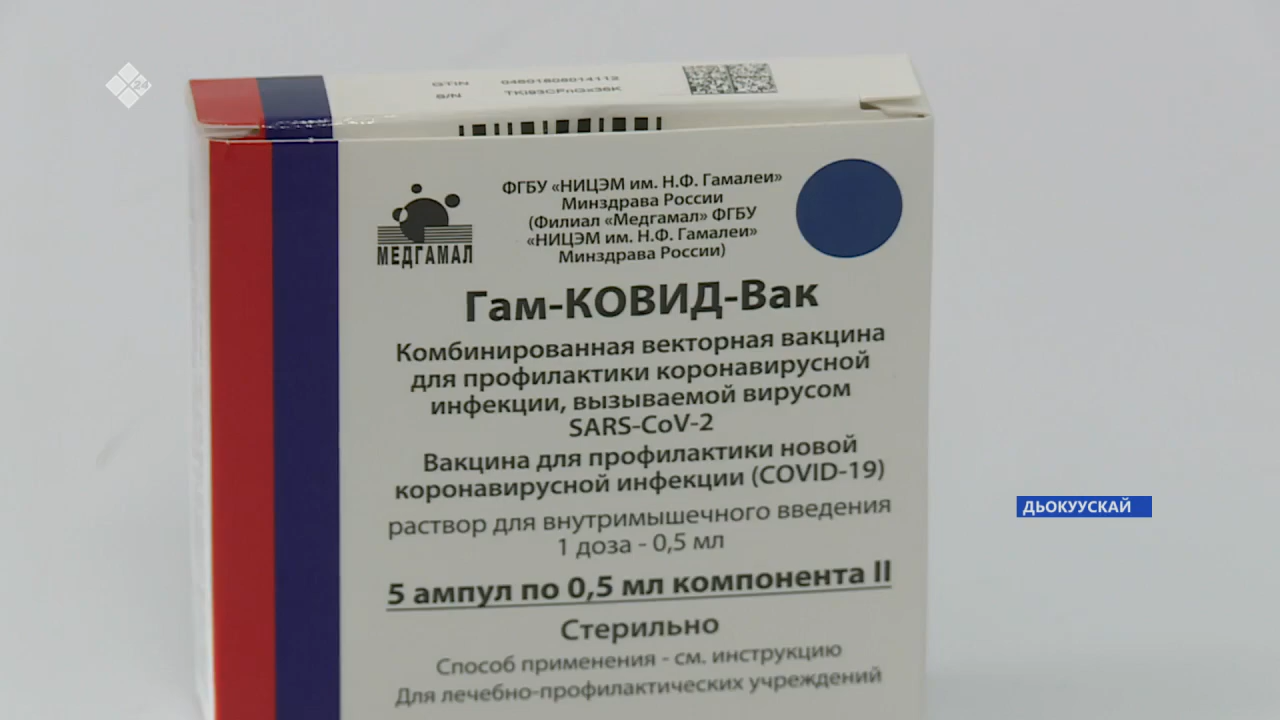 24
GTIN 04601808014112
S/N
МЕДГАМАЛ
ФГБУ «НИЦЭМ им. Н.Ф. Гамалеи»
Минздрава России
(Филиал «Медгамал» ФГБУ
«НИЦЭМ им. Н.Ф. Гамалеи»
Минздрава России)
Гам-КОВИД-Вак
Комбинированная векторная вакцина
для профилактики коронавирусной
инфекции, вызываемой вирусом
SARS-CoV-2
Вакцина для профилактики новой
коронавирусной инфекции (COVID-19)
раствор для внутримышечного введения
1 доза - 0,5 мл
5 ампул по 0,5 мл компонента II
Стерильно
Способ применения - см. инструкцию
Для лечебно-профилактических учреждений
ДЬОКУУСКАЙ